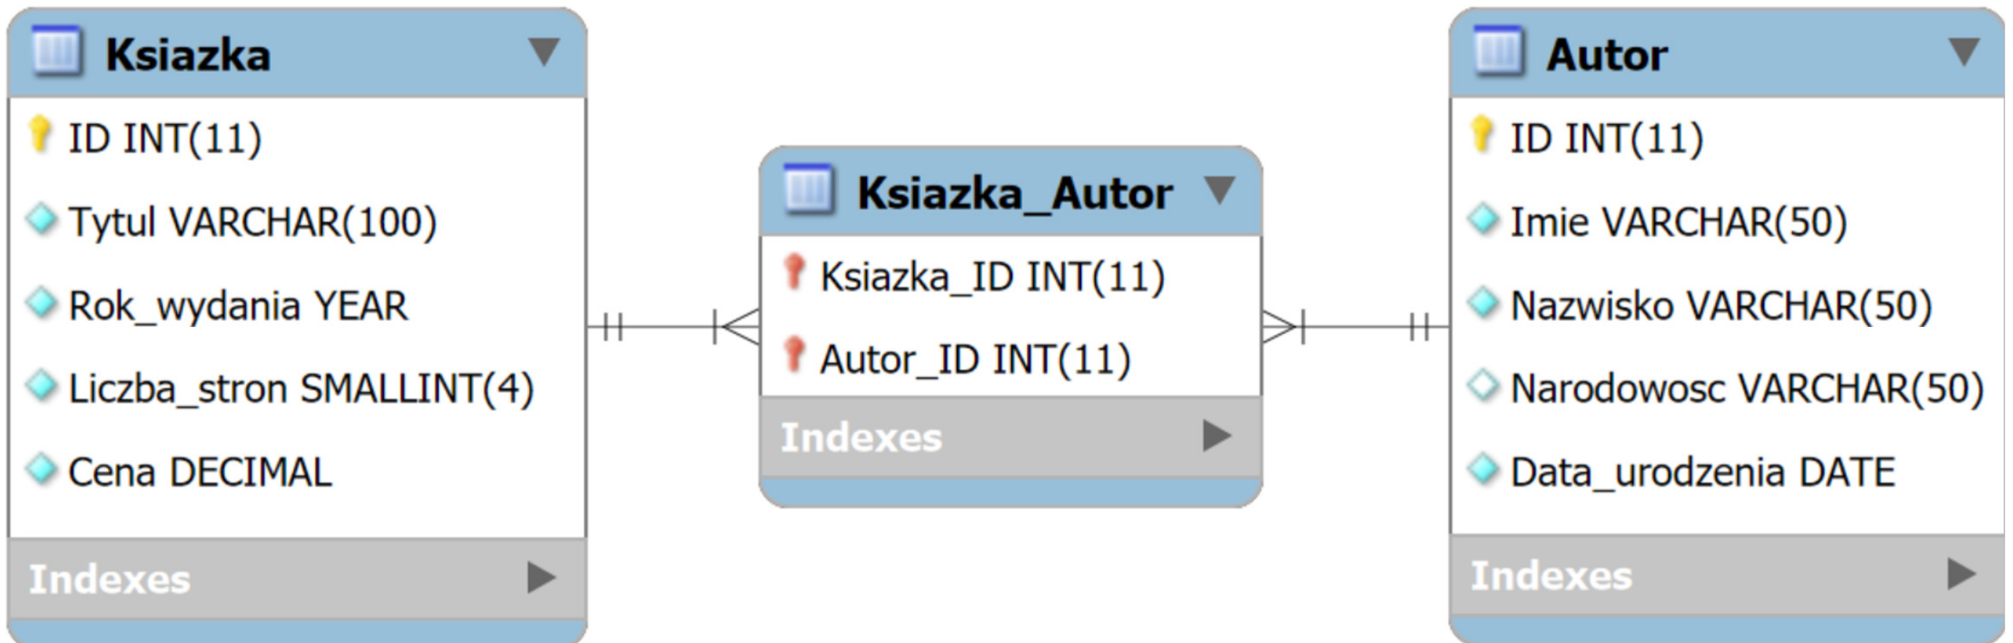 Ksiazka
ID INT(11)
Tytul VARCHAR(100)
Rok_wydania YEAR
Liczba_stron SMALLINT(4)
Cena DECIMAL
Indexes
Ksiazka_Autor
Ksiazka_ID INT(11)
Autor_ID INT(11)
Indexes
Autor
ID INT(11)
Imie VARCHAR(50)
Nazwisko VARCHAR(50)
Narodowosc VARCHAR(50)
Data_urodzenia DATE
Indexes